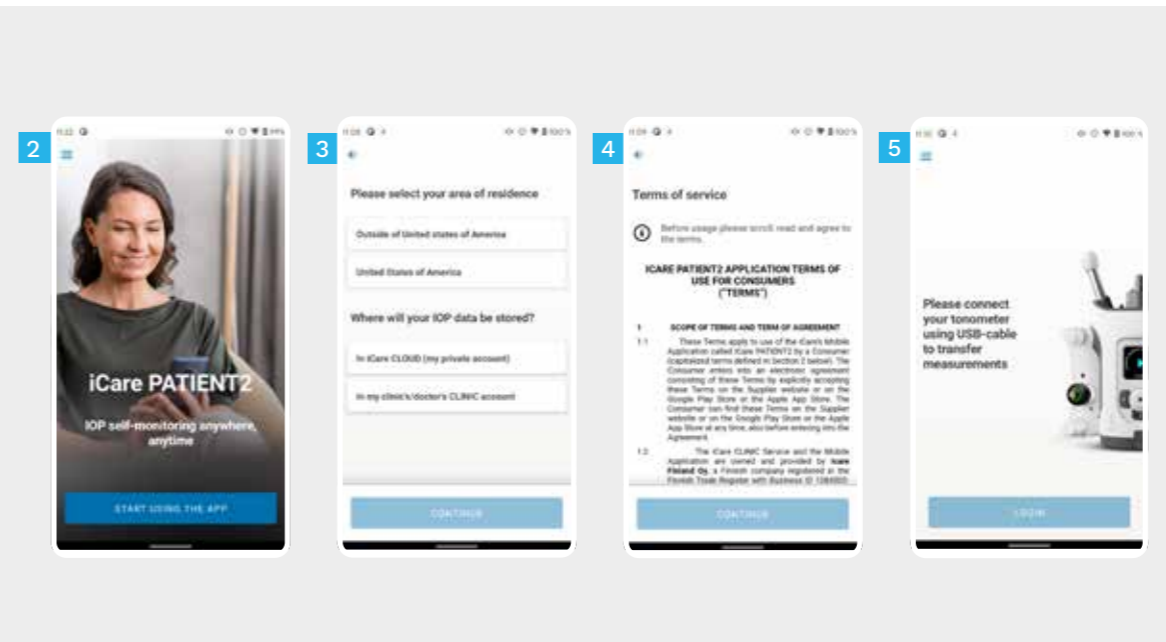 2
iCare PATIENT2
IOP self-monitoring anywhere,
anytime
START USING THE APP
3
Please select your area of residence
Outside of United states of America
United States of America
Where will your IOP data be stored?
In iCare CLOUD (my private account)
In my clinic's/doctor's CLINIC account
CONTINUE
4
Terms of service
Before usage please scroll, read and agree to
the terms.
ICARE PATIENT2 APPLICATION TERMS OF
USE FOR CONSUMERS
("TERMS")
1 SCOPE OF TERMS AND TERM OF AGREEMENT
1.1 These Terms apply to use of the iCare's Mobile
Application called iCare PATIENT2 by a Consumer
(capitalized terms defined in Section 2 below). The
Consumer enters into an electronic agreement
consisting of these Terms by explicitly accepting
these Terms on the Supplier website or on the
Google Play Store or the Apple App Store. The
Consumer can find these Terms on the Supplier
website or on the Google Play Store or the Apple
App Store at any time, also before entering into the
Agreement.
1.2 The iCare CLINIC Service and the Mobile
Application are owned and provided by Icare
Finland Oy, a Finnish company registered in the
Finnish Trade Register with Business ID
CONTINUE
5
Please connect
your tonometer
using USB-cable
to transfer
measurements
LOGIN